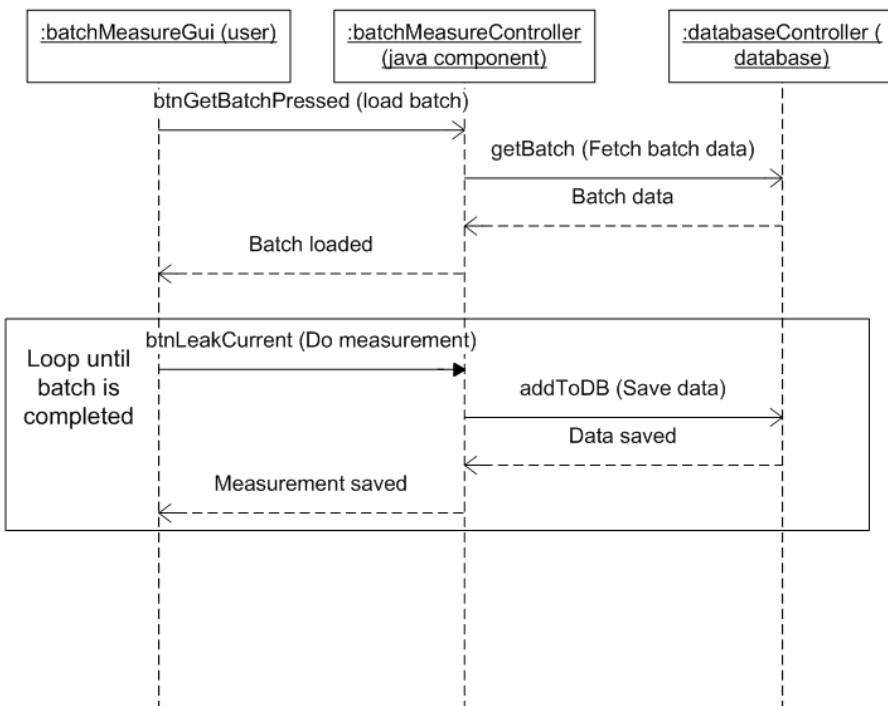 :batchMeasureGui (user)
:batchMeasureController
(java component)
:databaseController (
database)
btnGetBatchPressed (load batch)
getBatch (Fetch batch data)
Batch data
Batch loaded
Loop until
batch is
completed
btnLeakCurrent (Do measurement)
addToDB (Save data)
Data saved
Measurement saved